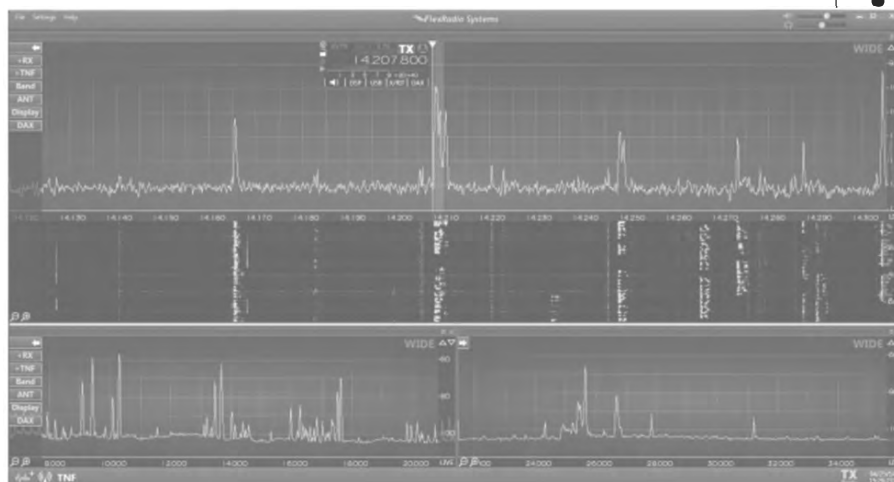 File Settings Help
FlexRadio Systems
+RX
+TNF
Band
ANT
Display
DAX
TX
14.207.800
DSP USB X/RIT DAX
WIDE
14.130 14.140 14.150 14.160 14.170 14.180 14.190 14.200 14.210 14.220 14.230 14.240 14.250 14.260 14.270 14.280 14.290 14.300
+RX
+TNF
Band
ANT
Display
DAX
WIDE
-60
WIDE
8000 10000 12000 14000 16000 18000 20000
24000 26000 28000 30000 32000 34000
TNF
TX